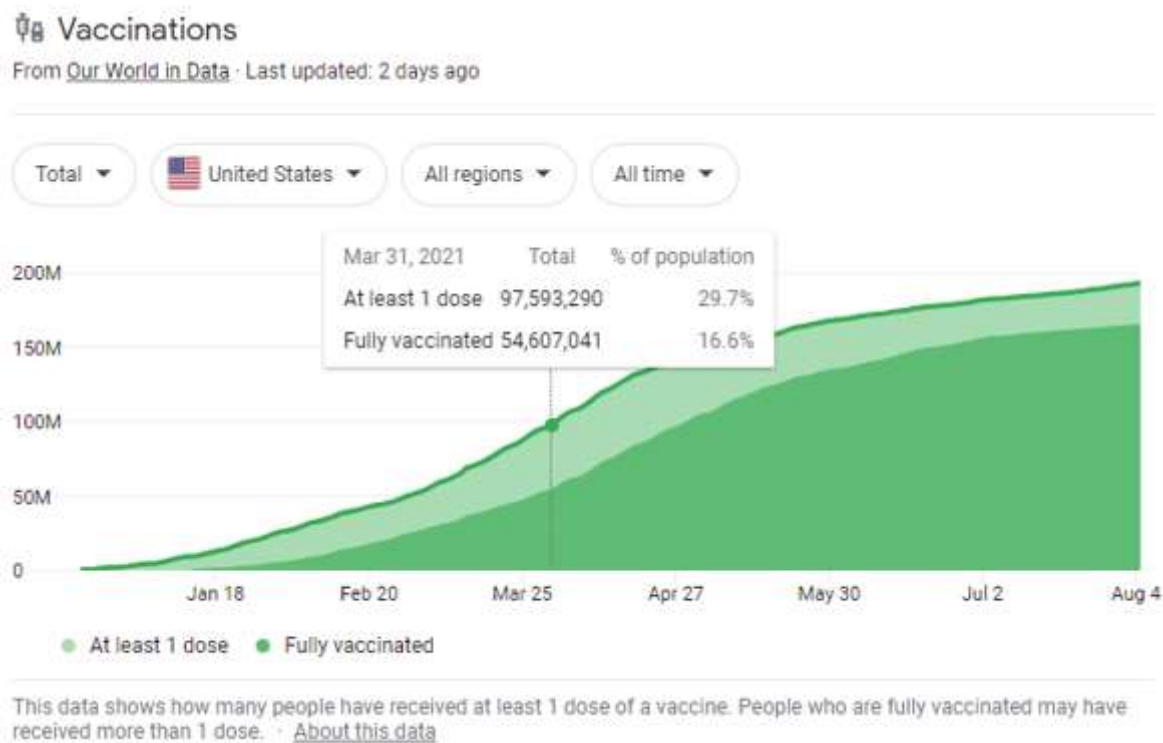 Vaccinations
From Our World in Data · Last updated: 2 days ago
Total
United States
All regions
All time
Mar 31, 2021 Total % of population
At least 1 dose 97,593,290 29.7%
Fully vaccinated 54,607,041 16.6%
200M
150M
100M
50M
0
Jan 18 Feb 20 Mar 25 Apr 27 May 30 Jul 2 Aug 4
At least 1 dose Fully vaccinated
This data shows how many people have received at least 1 dose of a vaccine. People who are fully vaccinated may have
received more than 1 dose. · About this data